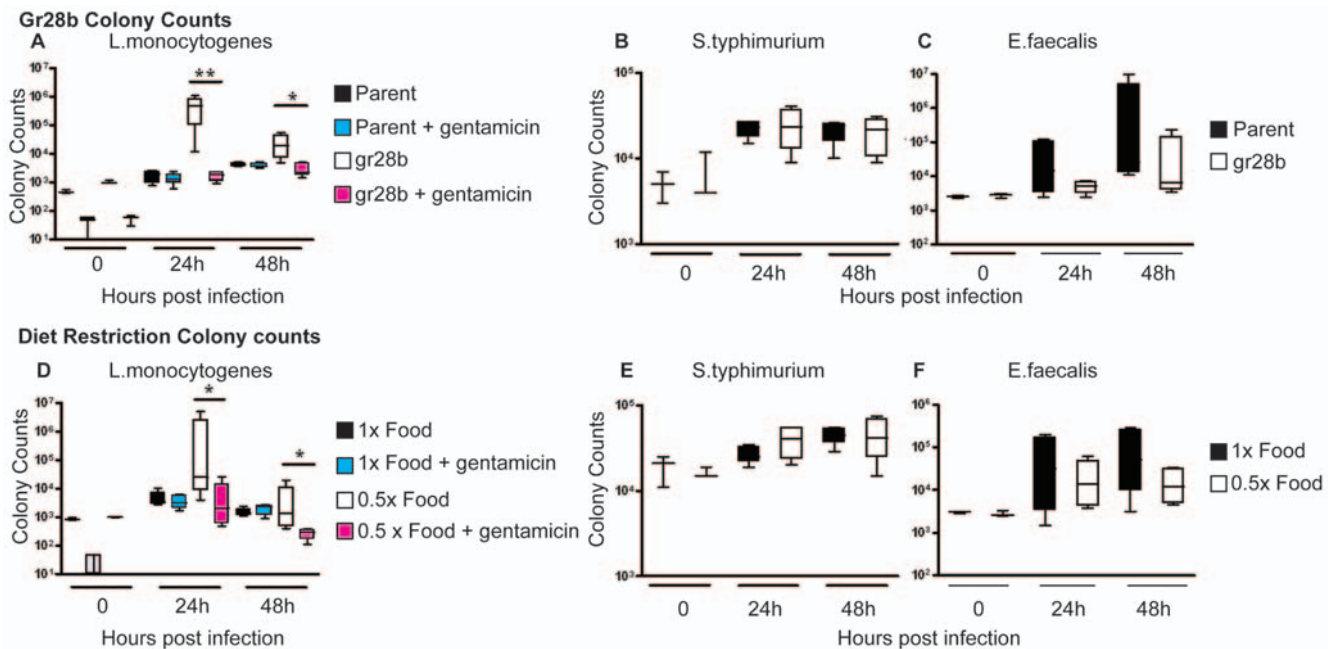 Gr28b Colony Counts
A L.monocytogenes
Colony Counts
10⁷
10⁶
10⁵
10⁴
10³
10²
10¹
**
*
0 24h 48h
Hours post infection
Parent
Parent + gentamicin
gr28b
gr28b + gentamicin
B S.typhimurium
Colony Counts
10⁵
10⁴
10³
0 24h 48h
C E.faecalis
10⁷
10⁶
10⁵
10⁴
10³
10²
0 24h 48h
Parent
gr28b
Hours post infection
Diet Restriction Colony counts
D L.monocytogenes
Colony Counts
10⁷
10⁶
10⁵
10⁴
10³
10²
10¹
*
*
0 24h 48h
Hours post infection
1x Food
1x Food + gentamicin
0.5x Food
0.5 x Food + gentamicin
E S.typhimurium
Colony Counts
10⁵
10⁴
10³
0 24h 48h
F E.faecalis
10⁶
10⁵
10⁴
10³
10²
0 24h 48h
1x Food
0.5x Food
Hours post infection